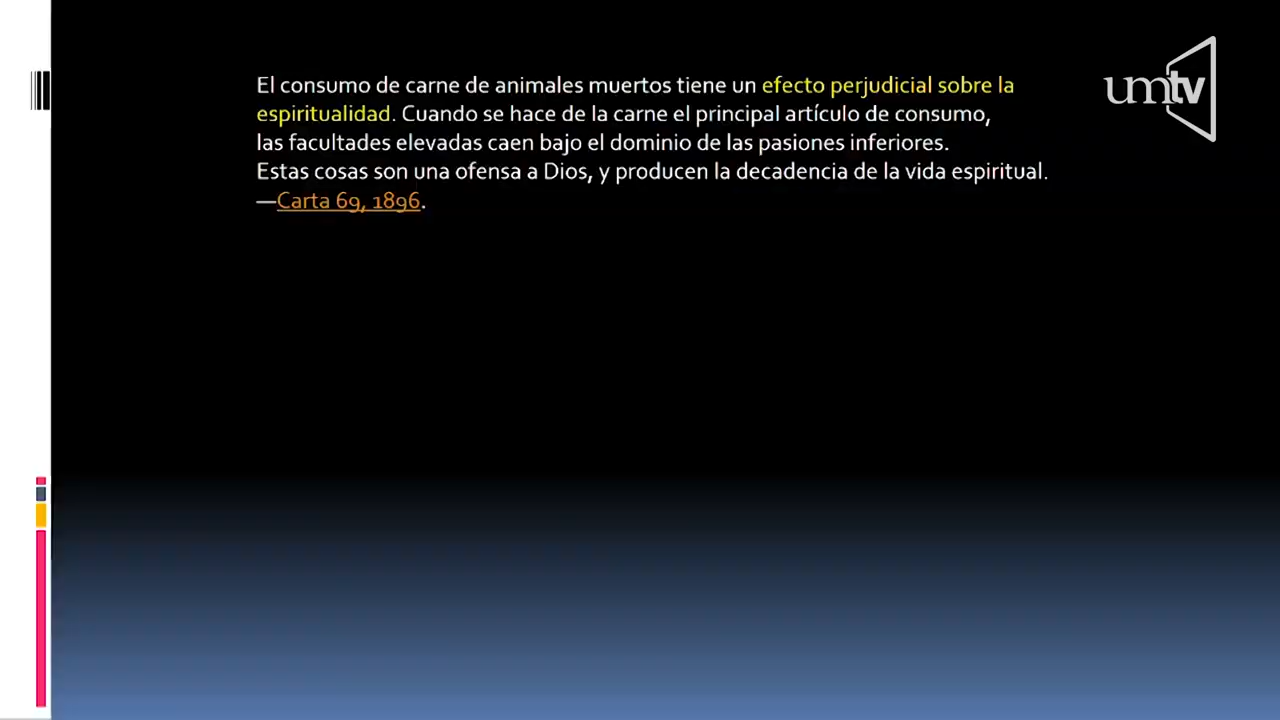 El consumo de carne de animales muertos tiene un efecto perjudicial sobre la
espiritualidad. Cuando se hace de la carne el principal artículo de consumo,
las facultades elevadas caen bajo el dominio de las pasiones inferiores.
Estas cosas son una ofensa a Dios, y producen la decadencia de la vida espiritual.
—Carta 69, 1896.
umtv